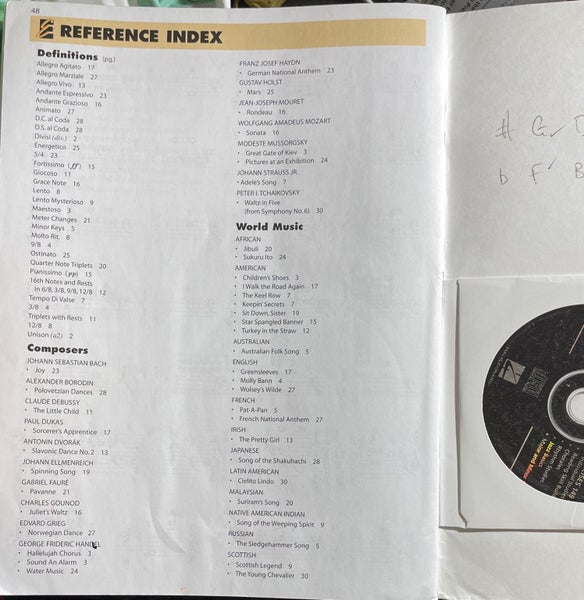 48
REFERENCE INDEX
Definitions (pg.)
Allegro Agitato 17
Allegro Marziale 27
Allegro Vivo 13
Andante Espressivo 23
Andante Grazioso 16
Animato 27
D.C. al Coda 28
D.S. al Coda 28
Divisi (div.) 2
Energetico 25
5/4 23
Fortissimo (ff) 15
Giocoso 11
Grace Note 16
Lento 8
Lento Mysterioso 9
Maestoso 3
Meter Changes 21
Minor Keys 5
Molto Rit. 8
9/8 4
Ostinato 25
Quarter Note Triplets 20
Pianissimo (pp) 15
16th Notes and Rests
in 6/8, 3/8, 9/8, 12/8 12
Tempo Di Valse 7
3/8 4
Triplets with Rests 11
12/8 8
Unison (a2) 2
Composers
JOHANN SEBASTIAN BACH
• Joy 23
ALEXANDER BORODIN
• Polovetzian Dances 28
CLAUDE DEBUSSY
• The Little Child 11
PAUL DUKAS
• Sorcerer's Apprentice 17
ANTONIN DVORÁK
• Slavonic Dance No. 2 13
JOHANN ELLMENREICH
• Spinning Song 19
GABRIEL FAURÉ
• Pavanne 21
CHARLES GOUNOD
• Juliet's Waltz 16
EDVARD GRIEG
• Norwegian Dance 27
GEORGE FRIDERIC HANDEL
• Hallelujah Chorus 3
• Sound An Alarm 3
• Water Music 24
FRANZ JOSEF HAYDN
• German National Anthem 23
GUSTAV HOLST
• Mars 25
JEAN-JOSEPH MOURET
• Rondeau 16
WOLFGANG AMADEUS MOZART
• Sonata 16
MODESTE MUSSORGSKY
• Great Gate of Kiev 3
• Pictures at an Exhibition 24
JOHANN STRAUSS JR.
• Adele's Song 7
PETER I. TCHAIKOVSKY
• Waltz in Five
(from Symphony No. 6) 30
World Music
AFRICAN
• Jibuli 20
• Sukuru Ito 24
AMERICAN
• Children's Shoes 3
• I Walk the Road Again 17
• The Keel Row 7
• Keepin' Secrets 7
• Sit Down, Sister 19
• Star Spangled Banner 15
• Turkey in the Straw 12
AUSTRALIAN
• Australian Folk Song 5
ENGLISH
• Greensleeves 17
• Molly Bann 4
• Wolsey's Wilde 27
FRENCH
• Pat-A-Pan 5
• French National Anthem 27
IRISH
• The Pretty Girl 13
JAPANESE
• Song of the Shakuhachi 28
LATIN AMERICAN
• Cielito Lindo 30
MALAYSIAN
• Suriram's Song 20
NATIVE AMERICAN INDIAN
• Song of the Weeping Spirit 9
RUSSIAN
• The Sledgehammer Song 5
SCOTTISH
• Scottish Legend 9
• The Young Chevalier 30
#
b F B
Jazz Basics
Major and Minor